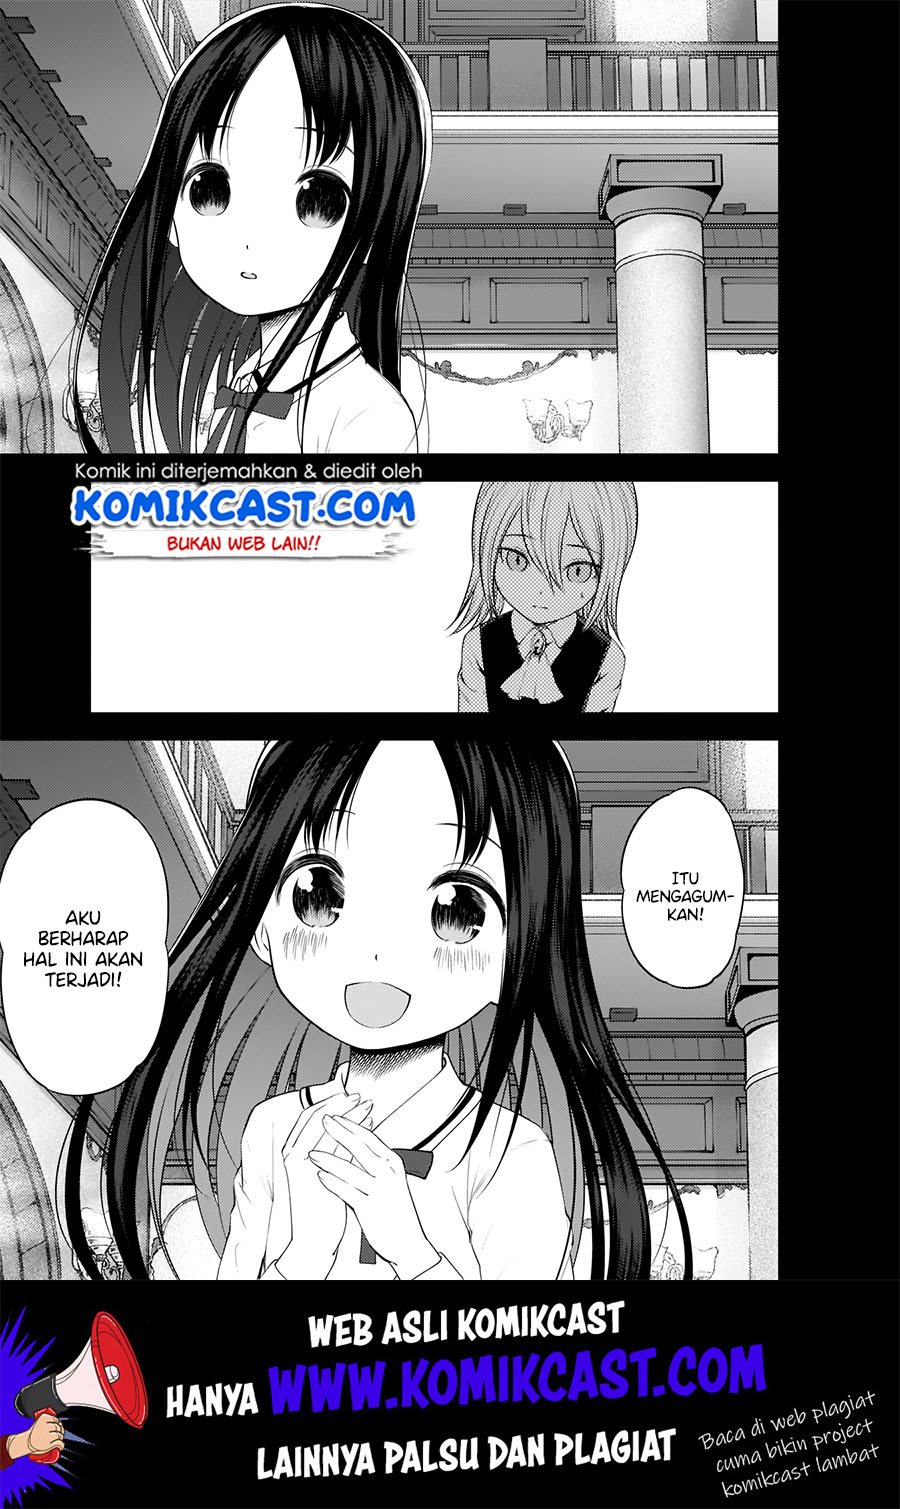 Komik ini diterjemahkan & diedit oleh
KOMIKCAST.COM
BUKAN WEB LAIN!!
ITU
MENGAGUM-
KAN!
AKU
BERHARAP
HAL INI AKAN
TERJADI!
WEB ASLI KOMIKCAST
HANYA WWW.KOMIKCAST.COM
LAINNYA PALSU DAN PLAGIAT
Baca di web plagiat
cuma bikin project
komikcast lambat